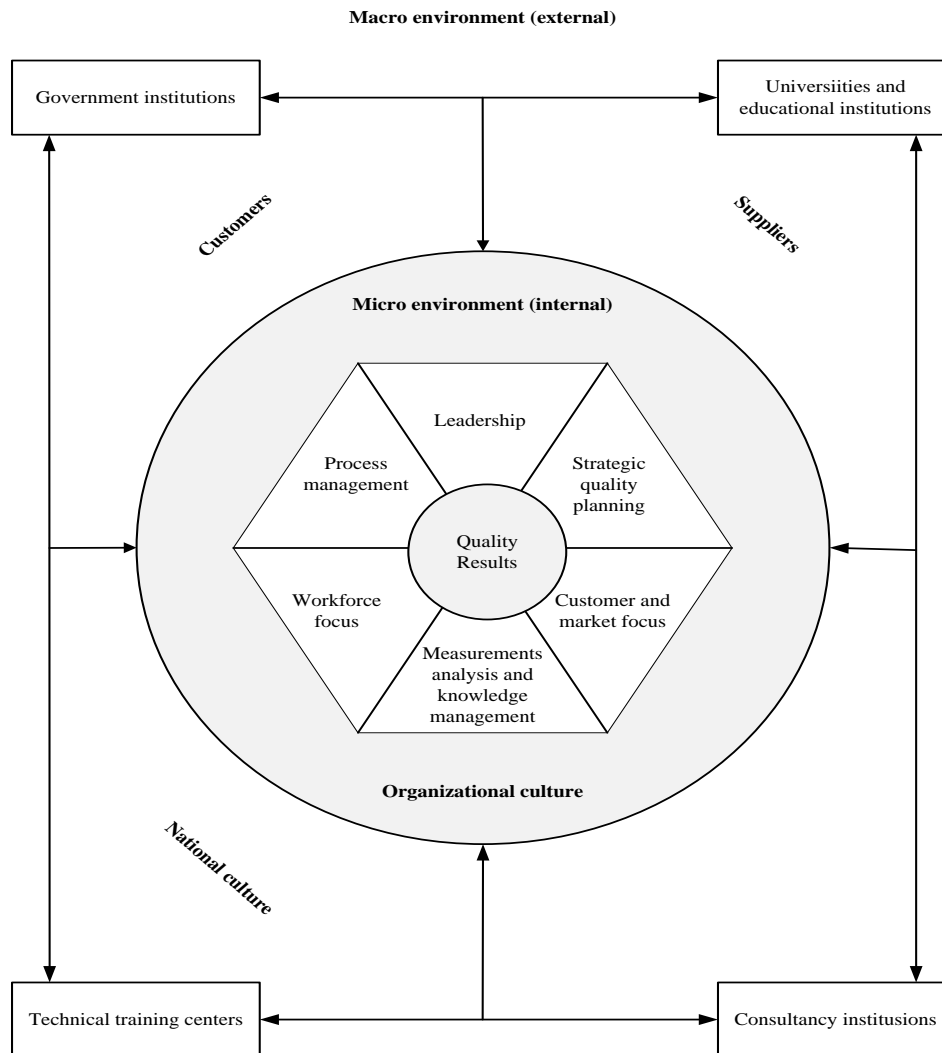 Macro environment (external)
Government institutions
Universiities and
educational institutions
Customers
Suppliers
Micro environment (internal)
Leadership
Process
management
Strategic
quality
planning
Quality
Results
Workforce
focus
Customer and
market focus
Measurements
analysis and
knowledge
management
Organizational culture
National culture
Technical training centers
Consultancy institusions